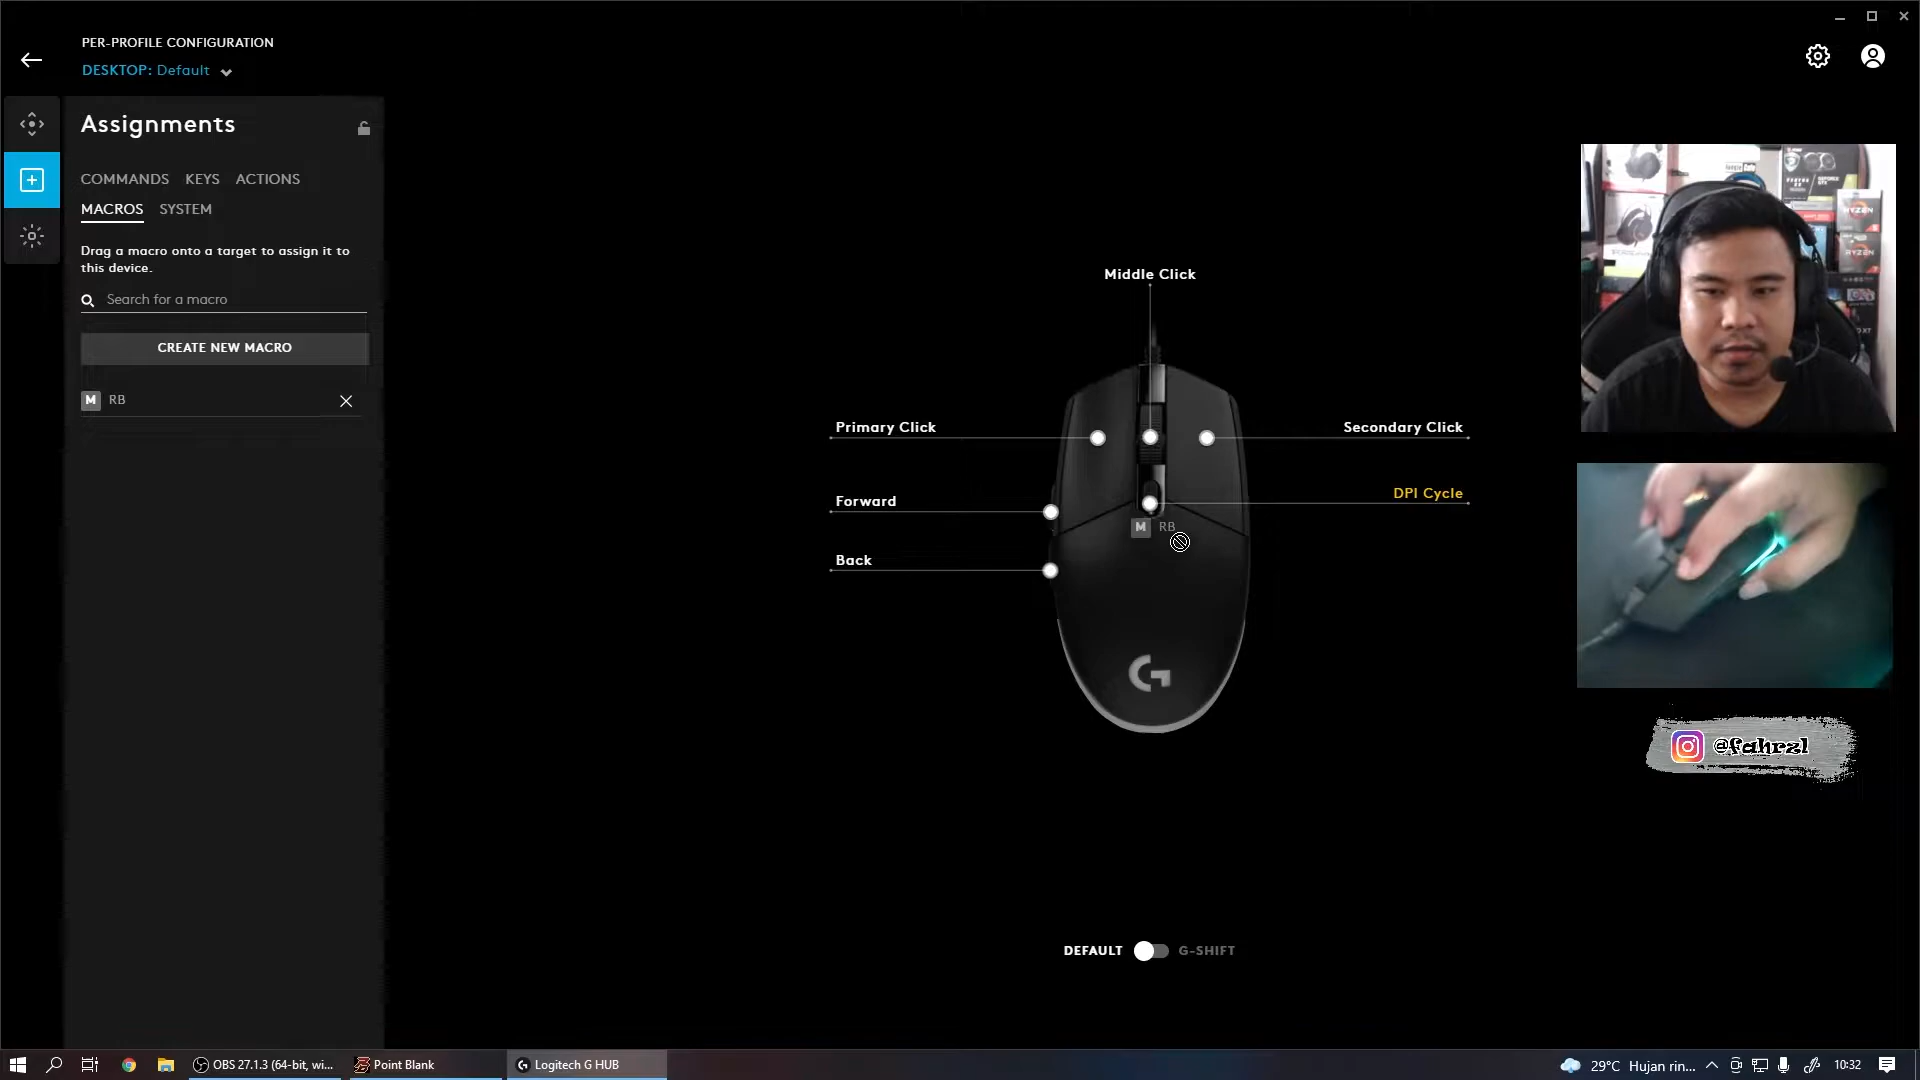 PER-PROFILE CONFIGURATION
DESKTOP: Default
Assignments
COMMANDS KEYS ACTIONS
MACROS SYSTEM
Drag a macro onto a target to assign it to
this device.
Search for a macro
CREATE NEW MACRO
M RB
Middle Click
Primary Click
Secondary Click
DPI Cycle
Forward
M RB
Back
DEFAULT G-SHIFT
@fahrzl
RYZEN
RYZEN
OBS 27.1.3 (64-bit, wi...
Point Blank
Logitech G HUB
29°C Hujan rin...
10:32